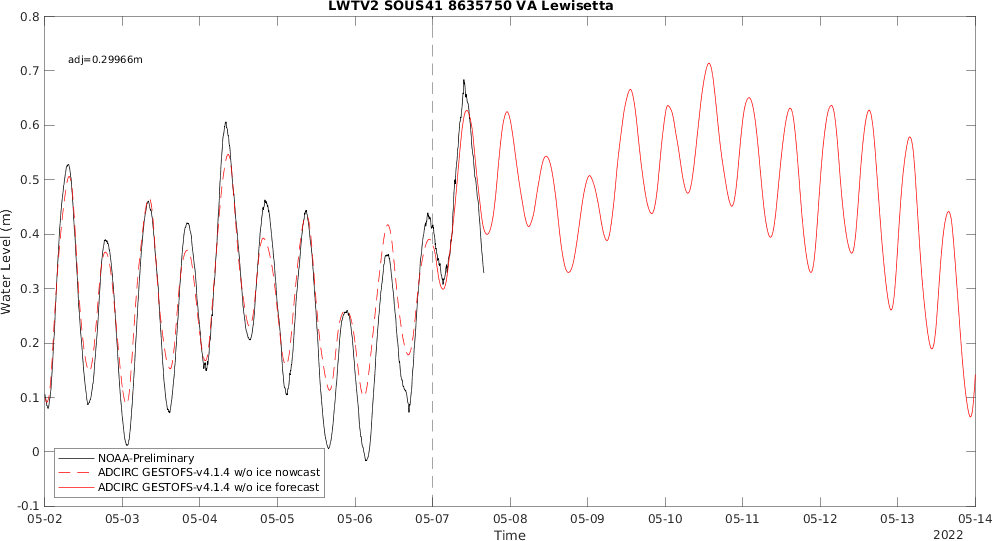 LWTV2 SOUS41 8635750 VA Lewisetta
adj=0.29966m
Water Level (m)
0.8
0.7
0.6
0.5
0.4
0.3
0.2
0.1
0
-0.1
NOAA-Preliminary
ADCIRC GESTOFS-v4.1.4 w/o ice nowcast
ADCIRC GESTOFS-v4.1.4 w/o ice forecast
05-02 05-03 05-04 05-05 05-06 05-07 05-08 05-09 05-10 05-11 05-12 05-13 05-14
Time
2022